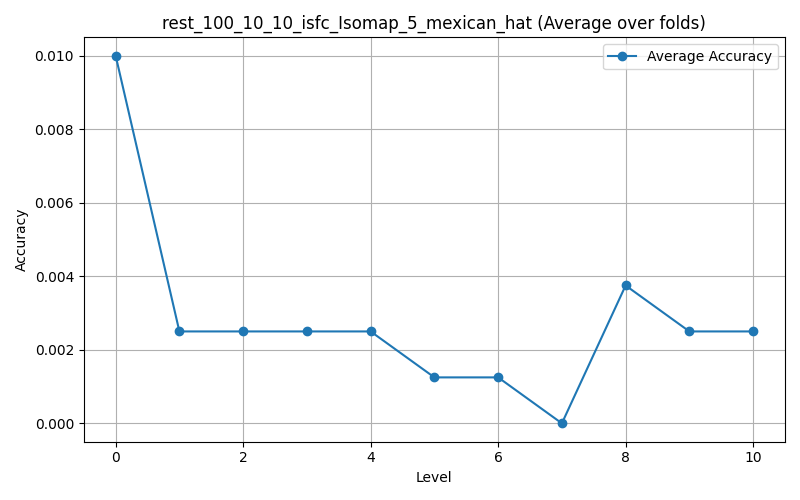 rest_100_10_10_isfc_Isomap_5_mexican_hat (Average over folds)
Average Accuracy
0.010
0.008
0.006
0.004
0.002
0.000
Accuracy
0 2 4 6 8 10
Level